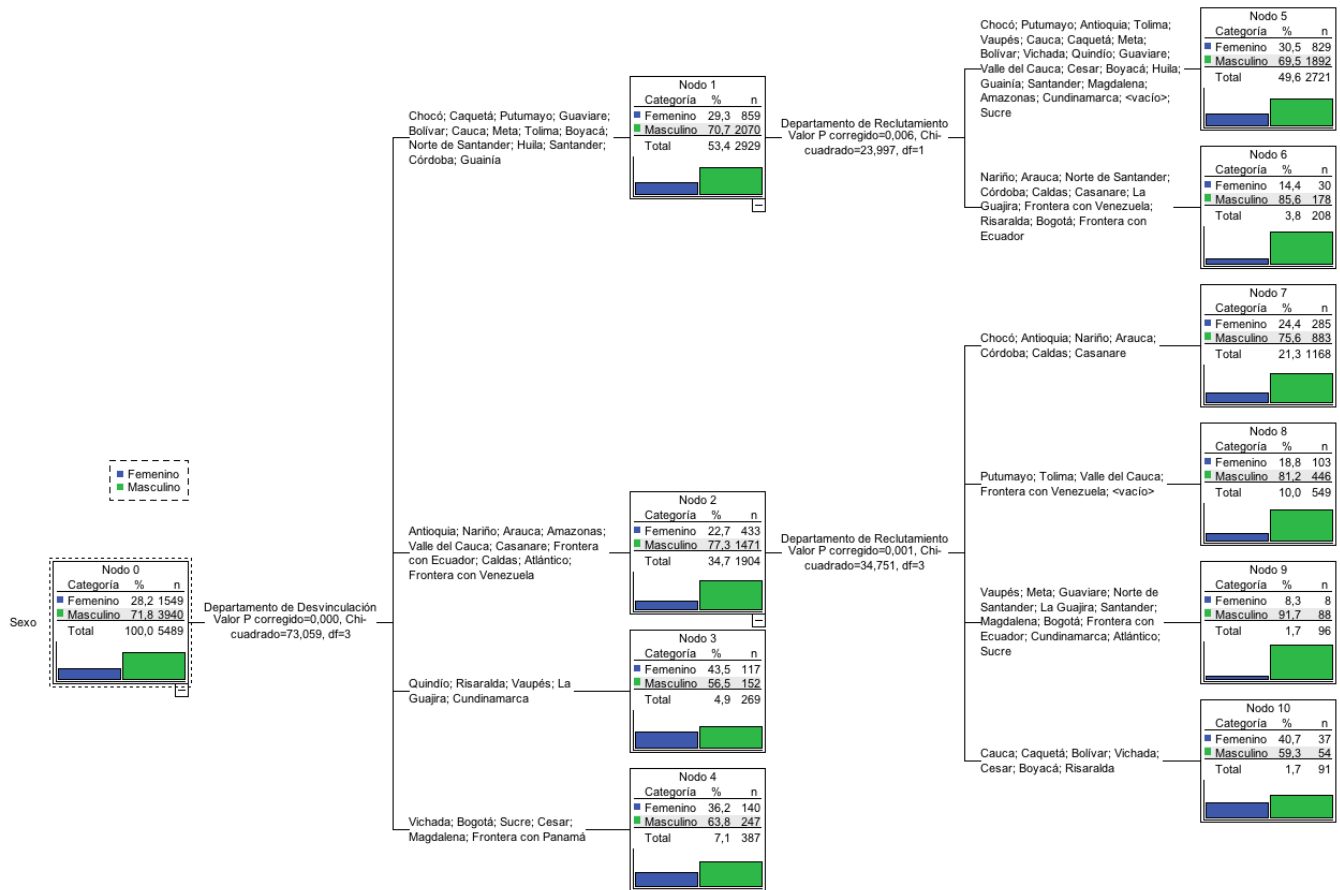 Sexo
Femenino
Masculino
Nodo 0
Categoría % n
Femenino 28,2 1549
Masculino 71,8 3940
Total 100,0 5489
Departamento de Desvinculación
Valor P corregido=0,000, Chi-
cuadrado=73,059, df=3
Chocó; Caquetá; Putumayo; Guaviare;
Bolívar; Cauca; Meta; Tolima; Boyacá;
Norte de Santander; Huila; Santander;
Córdoba; Guainía
Nodo 1
Categoría % n
Femenino 29,3 859
Masculino 70,7 2070
Total 53,4 2929
Departamento de Reclutamiento
Valor P corregido=0,006, Chi-
cuadrado=23,997, df=1
Chocó; Putumayo; Antioquia; Tolima;
Vaupés; Cauca; Caquetá; Meta;
Bolívar; Vichada; Quindío; Guaviare;
Valle del Cauca; Cesar; Boyacá; Huila;
Guainía; Santander; Magdalena;
Amazonas; Cundinamarca; <vacío>;
Sucre
Nodo 5
Categoría % n
Femenino 30,5 829
Masculino 69,5 1892
Total 49,6 2721
Nariño; Arauca; Norte de Santander;
Córdoba; Caldas; Casanare; La
Guajira; Frontera con Venezuela;
Risaralda; Bogotá; Frontera con
Ecuador
Nodo 6
Categoría % n
Femenino 14,4 30
Masculino 85,6 178
Total 3,8 208
Antioquia; Nariño; Arauca; Amazonas;
Valle del Cauca; Casanare; Frontera
con Ecuador; Caldas; Atlántico;
Frontera con Venezuela
Nodo 2
Categoría % n
Femenino 22,7 433
Masculino 77,3 1471
Total 34,7 1904
Departamento de Reclutamiento
Valor P corregido=0,001, Chi-
cuadrado=34,751, df=3
Chocó; Antioquia; Nariño; Arauca;
Córdoba; Caldas; Casanare
Nodo 7
Categoría % n
Femenino 24,4 285
Masculino 75,6 883
Total 21,3 1168
Putumayo; Tolima; Valle del Cauca;
Frontera con Venezuela; <vacío>
Nodo 8
Categoría % n
Femenino 18,8 103
Masculino 81,2 446
Total 10,0 549
Vaupés; Meta; Guaviare; Norte de
Santander; La Guajira; Santander;
Magdalena; Bogotá; Frontera con
Ecuador; Cundinamarca; Atlántico;
Sucre
Nodo 9
Categoría % n
Femenino 8,3 8
Masculino 91,7 88
Total 1,7 96
Cauca; Caquetá; Bolívar; Vichada;
Cesar; Boyacá; Risaralda
Nodo 10
Categoría % n
Femenino 40,7 37
Masculino 59,3 54
Total 1,7 91
Quindío; Risaralda; Vaupés; La
Guajira; Cundinamarca
Nodo 3
Categoría % n
Femenino 43,5 117
Masculino 56,5 152
Total 4,9 269
Vichada; Bogotá; Sucre; Cesar;
Magdalena; Frontera con Panamá
Nodo 4
Categoría % n
Femenino 36,2 140
Masculino 63,8 247
Total 7,1 387